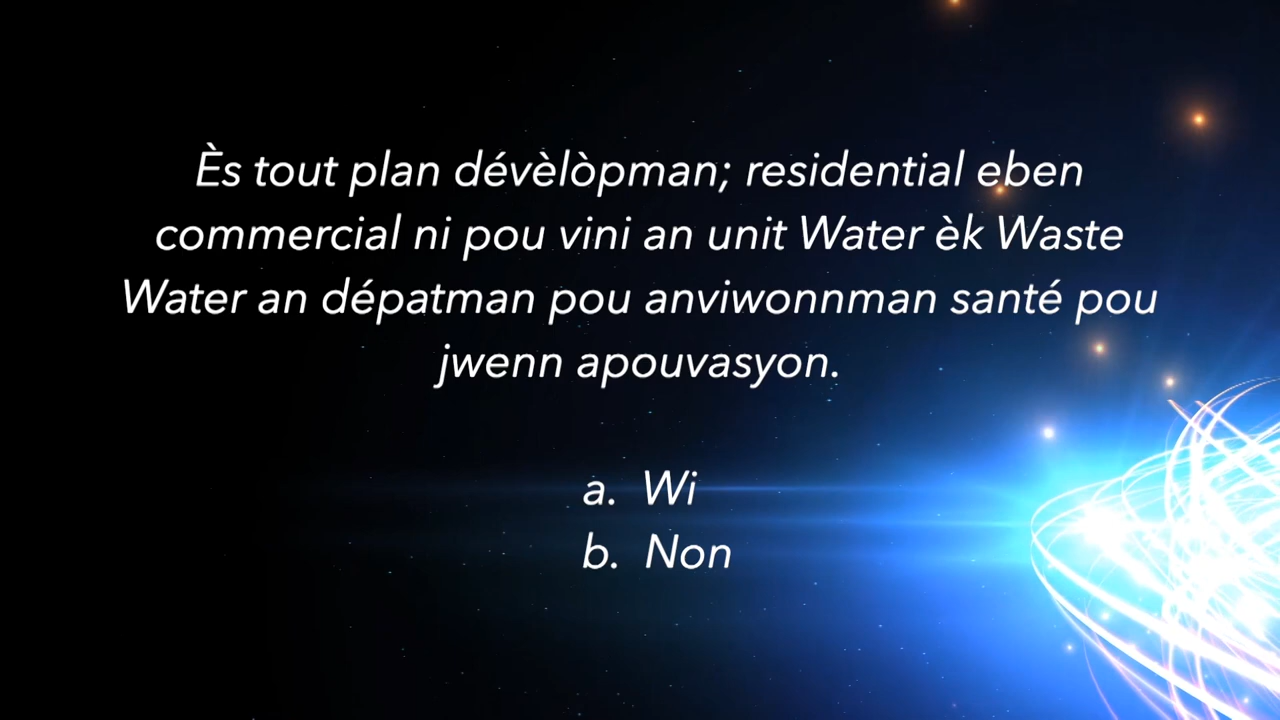 Ès tout plan dévèlòpman; residential eben
commercial ni pou vini an unit Water èk Waste
Water an dépatman pou anviwonnman santé pou
jwenn apouvasyon.
a. Wi
b. Non